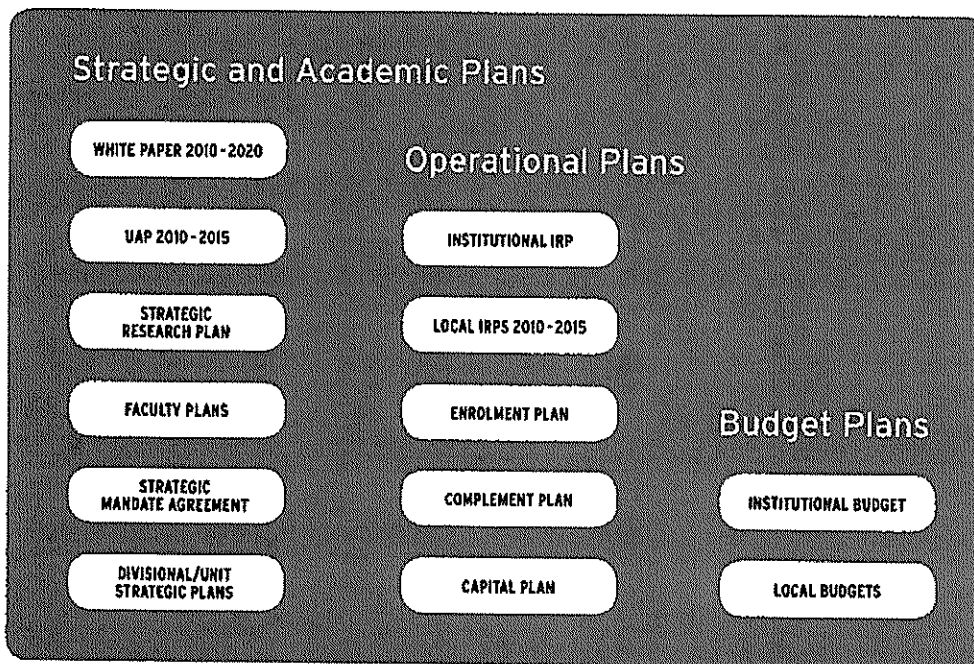 Strategic and Academic Plans
WHITE PAPER 2010-2020
UAP 2010-2015
STRATEGIC
RESEARCH PLAN
FACULTY PLANS
STRATEGIC
MANDATE AGREEMENT
DIVISIONAL/UNIT
STRATEGIC PLANS
Operational Plans
INSTITUTIONAL IRP
LOCAL IRPS 2010-2015
ENROLMENT PLAN
COMPLEMENT PLAN
CAPITAL PLAN
Budget Plans
INSTITUTIONAL BUDGET
LOCAL BUDGETS